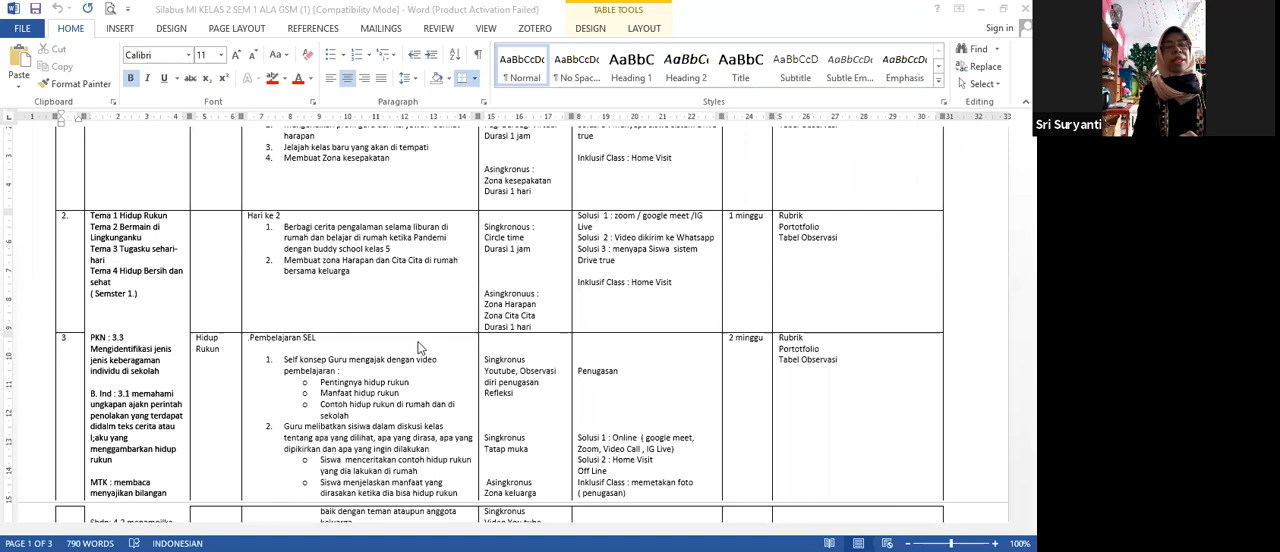 Silabus MI KELAS 2 SEM 1 ALA GSM (1) [Compatibility Mode] - Word (Product Activation Failed)
TABLE TOOLS
FILE HOME INSERT PAGE LAYOUT REFERENCES MAILINGS REVIEW VIEW ZOTERO DESIGN LAYOUT Sign in
Cut
Copy
Format Painter
Paste
Calibri 11
AaBbCcDc AaBbCcDc AaBbC AaBbCc AaBbC AaBbCcD AaBbCcDc AaBbCcDc
¶ Normal ¶ No Spac... Heading 1 Heading 2 Title Subtitle Subtle Em... Emphasis
Find
Replace
Select
Clipboard Font Paragraph Styles Editing
Sri Suryanti
harapan
3. Jelajah kelas baru yang akan di tempati
4. Membuat Zona kesepakatan
Durasi 1 jam
Asingkronus :
Zona kesepakatan
Durasi 1 hari
true
Inklusif Class : Home Visit
2.
Tema 1 Hidup Rukun
Tema 2 Bermain di
Lingkunganku
Tema 3 Tugasku sehari-
hari
Tema 4 Hidup Bersih dan
sehat
( Semster 1.)
Hari ke 2
1. Berbagi cerita pengalaman selama liburan di
rumah dan belajar di rumah ketika Pandemi
dengan buddy school kelas 5
2. Membuat zona Harapan dan Cita Cita di rumah
bersama keluarga
Singkronous :
Circle time
Durasi 1 jam
Asingkronuus :
Zona Harapan
Zona Cita Cita
Durasi 1 hari
Solusi 1 : zoom / google meet /IG
Live
Solusi 2 : Video dikirim ke Whatsapp
Solusi 3 : menyapa Siswa sistem
Drive true
Inklusif Class : Home Visit
1 minggu
Rubrik
Portotfolio
Tabel Observasi
3
PKN : 3.3
Mengidentifikasi jenis
jenis keberagaman
individu di sekolah
B. Ind : 3.1 memahami
ungkapan ajakn perintah
penolakan yang terdapat
didalm teks cerita atau
l;aku yang
menggambarkan hidup
rukun
MTK : membaca
menyajikan bilangan
Hidup
Rukun
.Pembelajaran SEL
1. Self konsep Guru mengajak dengan video
pembelajaran :
o Pentingnya hidup rukun
o Manfaat hidup rukun
o Contoh hidup rukun di rumah dan di
sekolah
2. Guru melibatkan sisiwa dalam diskusi kelas
tentang apa yang dilihat, apa yang dirasa, apa yang
dipikirkan dan apa yang ingin dilakukan
o Siswa menceritakan contoh hidup rukun
yang dia lakukan di rumah
o Siswa menjelaskan manfaat yang
dirasakan ketika dia bisa hidup rukun
baik dengan teman ataupun anggota
Singkronus
Youtube, Observasi
diri penugasan
Refleksi
Singkronus
Tatap muka
Asingkronus
Zona keluarga
Singkronus
Penugasan
Solusi 1 : Online ( google meet,
Zoom, Video Call , IG Live)
Solusi 2 : Home Visit
Off Line
Inklusif Class : memetakan foto
( penugasan)
2 minggu
Rubrik
Portotfolio
Tabel Observasi
PAGE 1 OF 3 790 WORDS INDONESIAN 100%